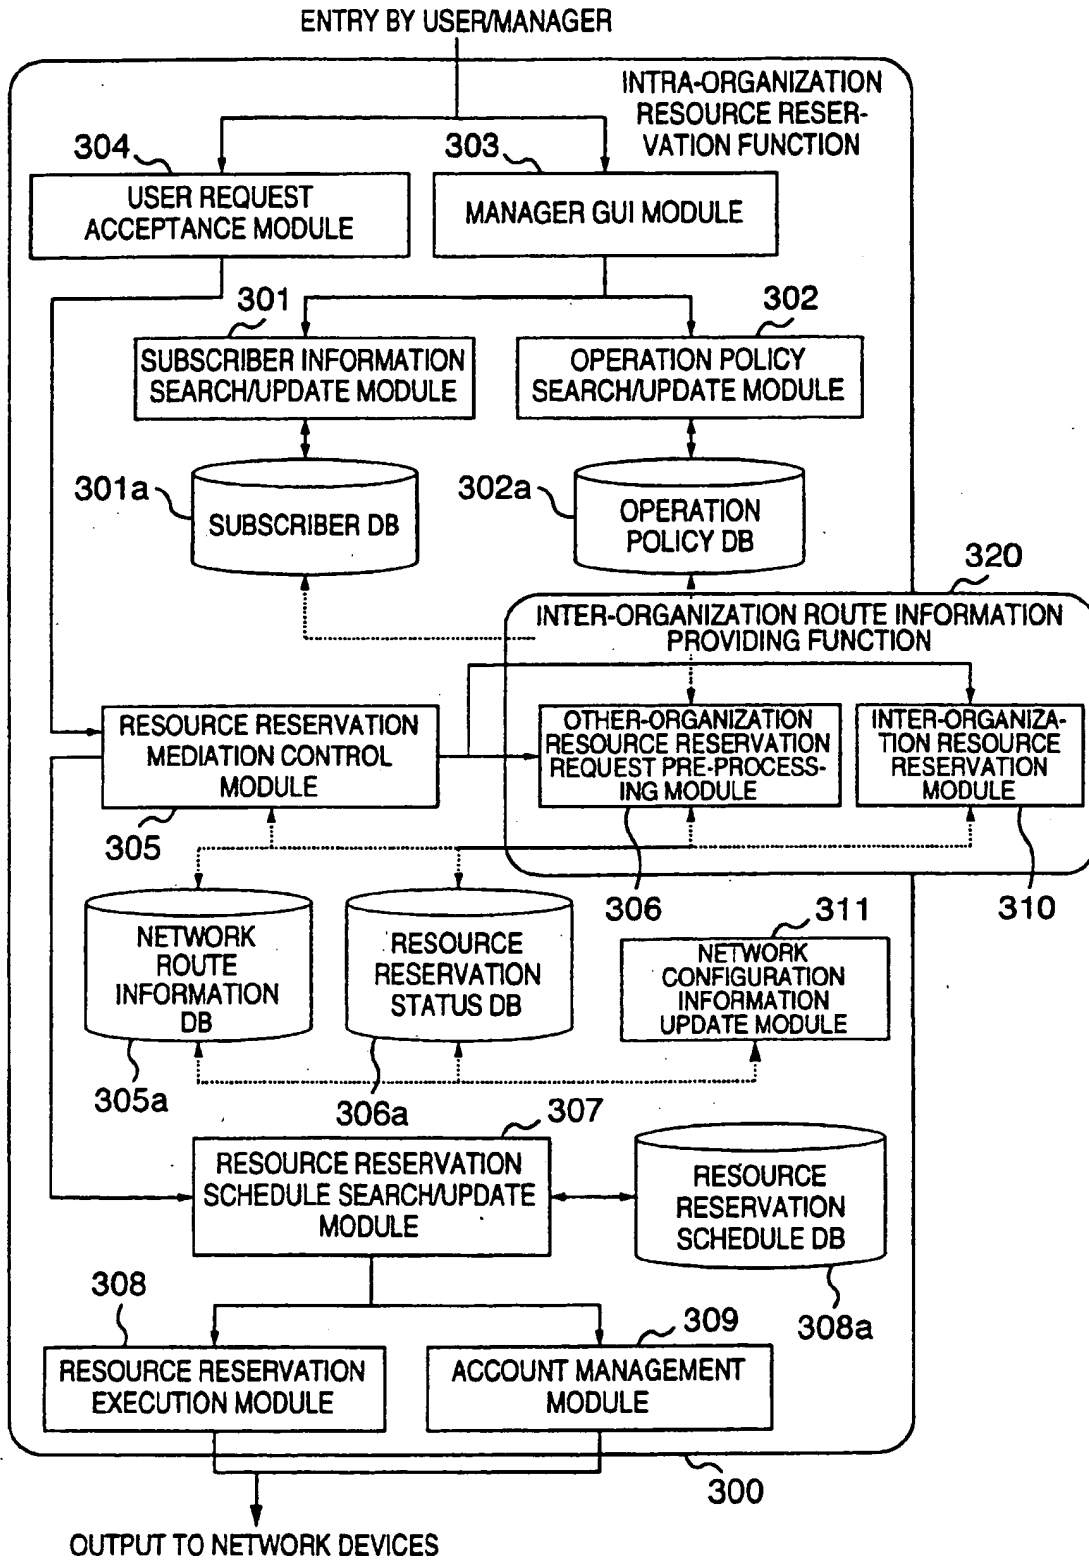 ENTRY BY USER/MANAGER
INTRA-ORGANIZATION
RESOURCE RESER-
VATION FUNCTION
304
303
USER REQUEST
ACCEPTANCE MODULE
MANAGER GUI MODULE
301
302
SUBSCRIBER INFORMATION
SEARCH/UPDATE MODULE
OPERATION POLICY
SEARCH/UPDATE MODULE
301a
SUBSCRIBER DB
302a
OPERATION
POLICY DB
320
INTER-ORGANIZATION ROUTE INFORMATION
PROVIDING FUNCTION
RESOURCE RESERVATION
MEDIATION CONTROL
MODULE
OTHER-ORGANIZATION
RESOURCE RESERVATION
REQUEST PRE-PROCESS-
ING MODULE
INTER-ORGANIZA-
TION RESOURCE
RESERVATION
MODULE
305
306
310
311
NETWORK
ROUTE
INFORMATION
DB
RESOURCE
RESERVATION
STATUS DB
NETWORK
CONFIGURATION
INFORMATION
UPDATE MODULE
305a
306a
307
RESOURCE RESERVATION
SCHEDULE SEARCH/UPDATE
MODULE
RESOURCE
RESERVATION
SCHEDULE DB
308
309
308a
RESOURCE RESERVATION
EXECUTION MODULE
ACCOUNT MANAGEMENT
MODULE
300
OUTPUT TO NETWORK DEVICES